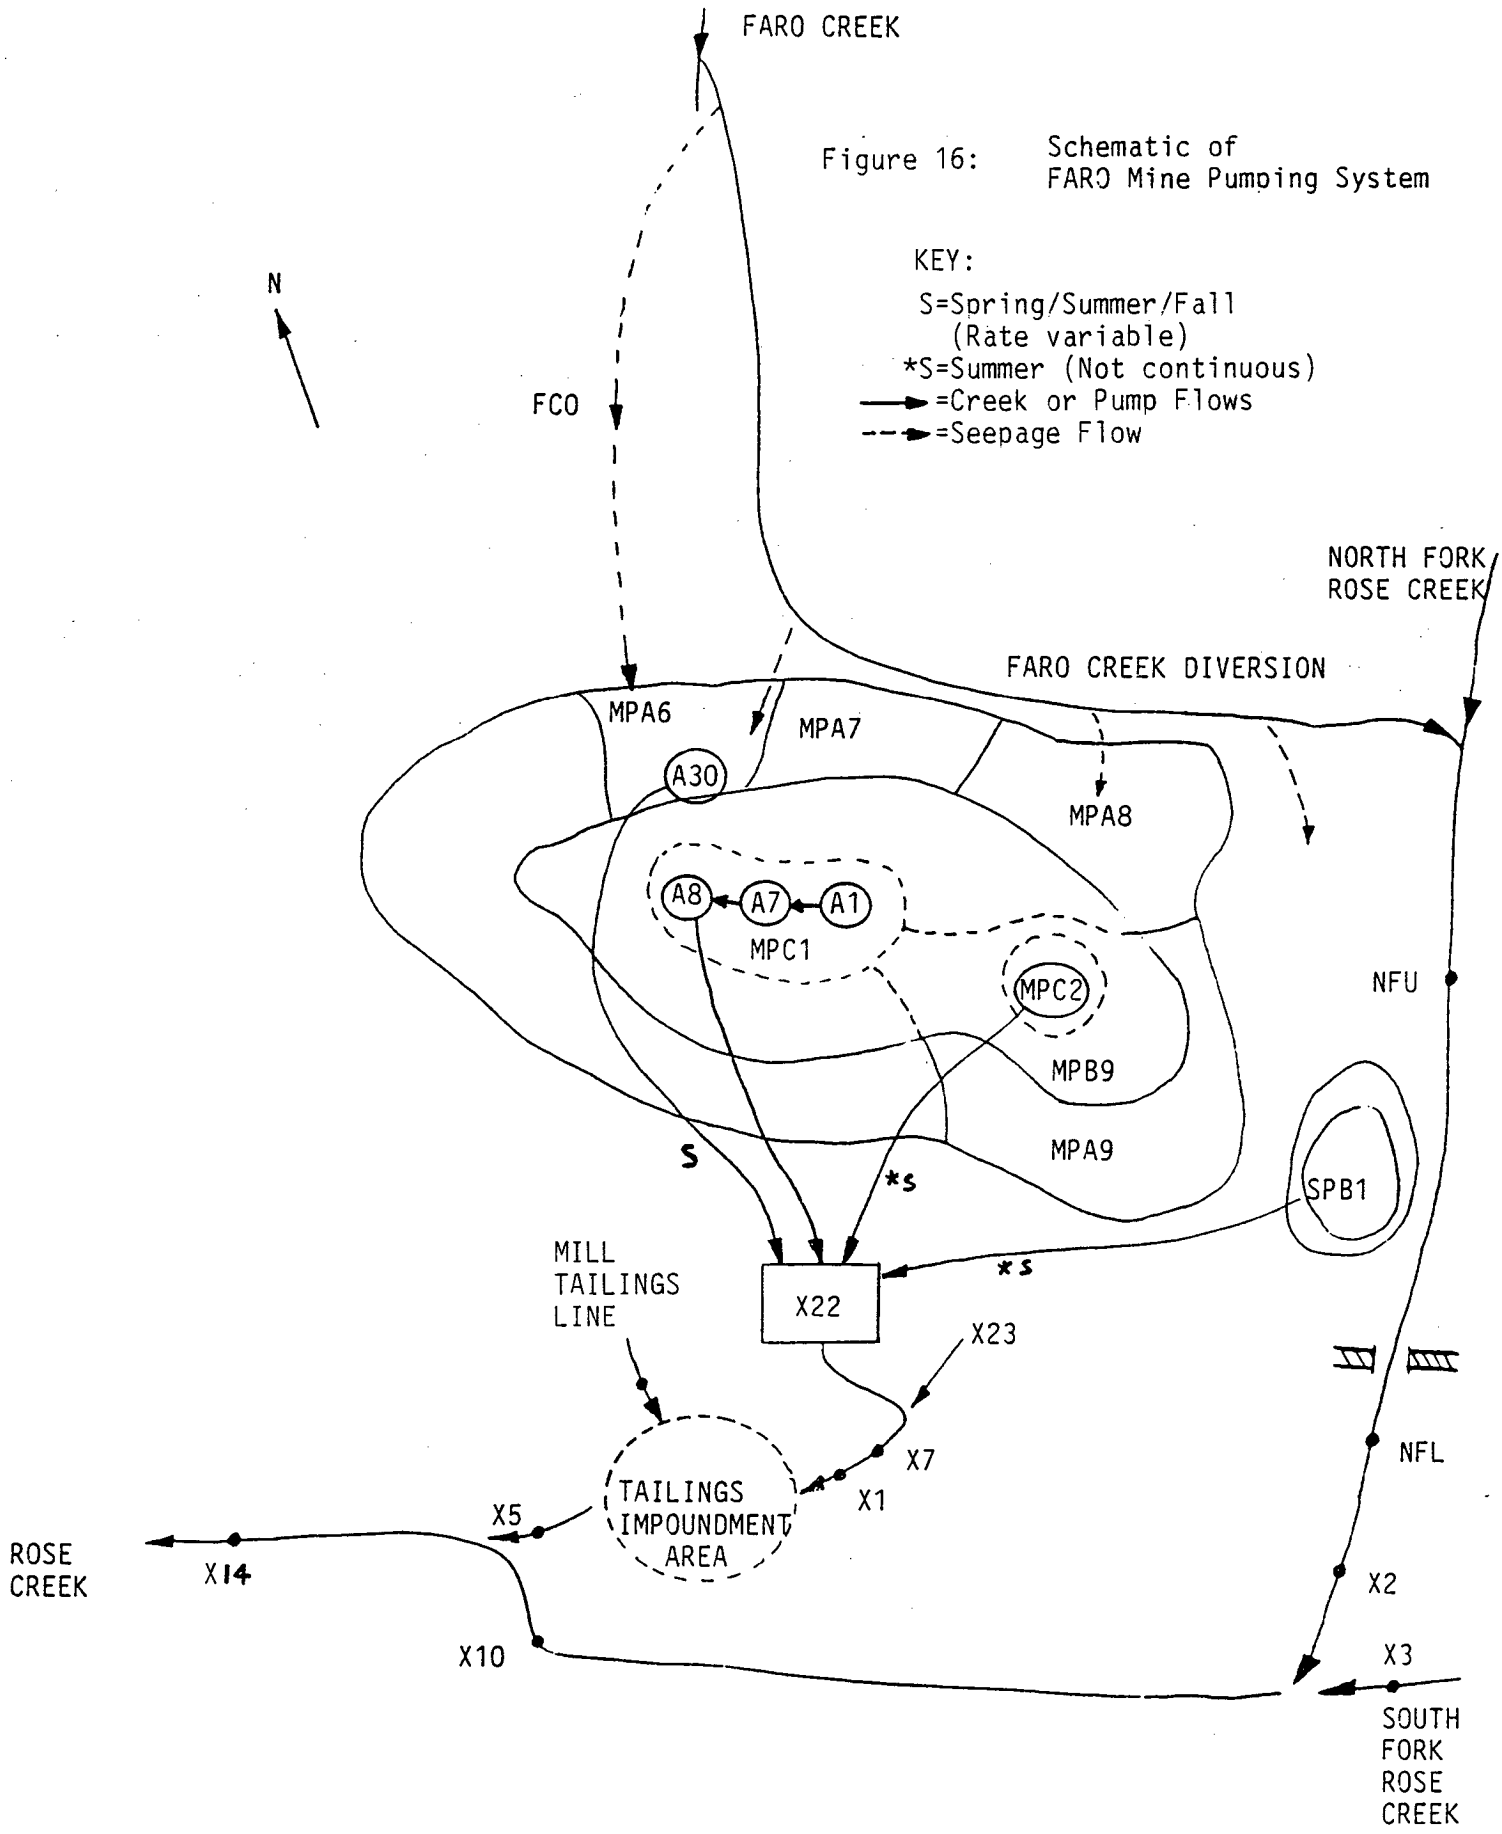 FARO CREEK
Figure 16: Schematic of
FARO Mine Pumping System
KEY:
S=Spring/Summer/Fall
(Rate variable)
*S=Summer (Not continuous)
=Creek or Pump Flows
=Seepage Flow
N
FCO
NORTH FORK
ROSE CREEK
FARO CREEK DIVERSION
MPA6
MPA7
A30
MPA8
A8
A7
A1
MPC1
MPC2
NFU
MPB9
MPA9
S
*S
SPB1
*S
MILL
TAILINGS
LINE
X22
X23
NFL
X7
X1
TAILINGS
IMPOUNDMENT
AREA
X5
ROSE
CREEK
X14
X2
X10
X3
SOUTH
FORK
ROSE
CREEK